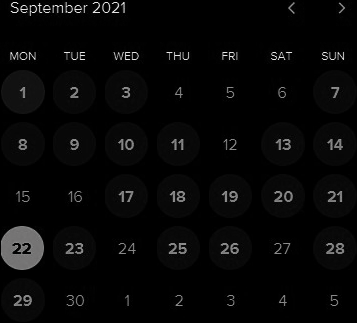 September 2021
MON TUE WED THU FRI SAT SUN
1 2 3 4 5 6 7
8 9 10 11 12 13 14
15 16 17 18 19 20 21
22 23 24 25 26 27 28
29 30 1 2 3 4 5